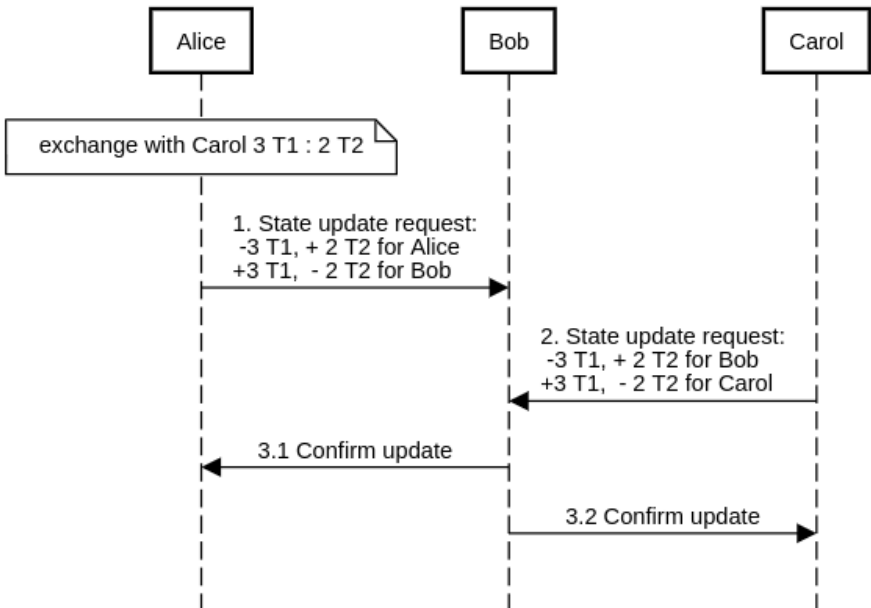 Alice
Bob
Carol
exchange with Carol 3 T1 : 2 T2
1. State update request:
-3 T1, + 2 T2 for Alice
+3 T1,  - 2 T2 for Bob
2. State update request:
-3 T1, + 2 T2 for Bob
+3 T1,  - 2 T2 for Carol
3.1 Confirm update
3.2 Confirm update